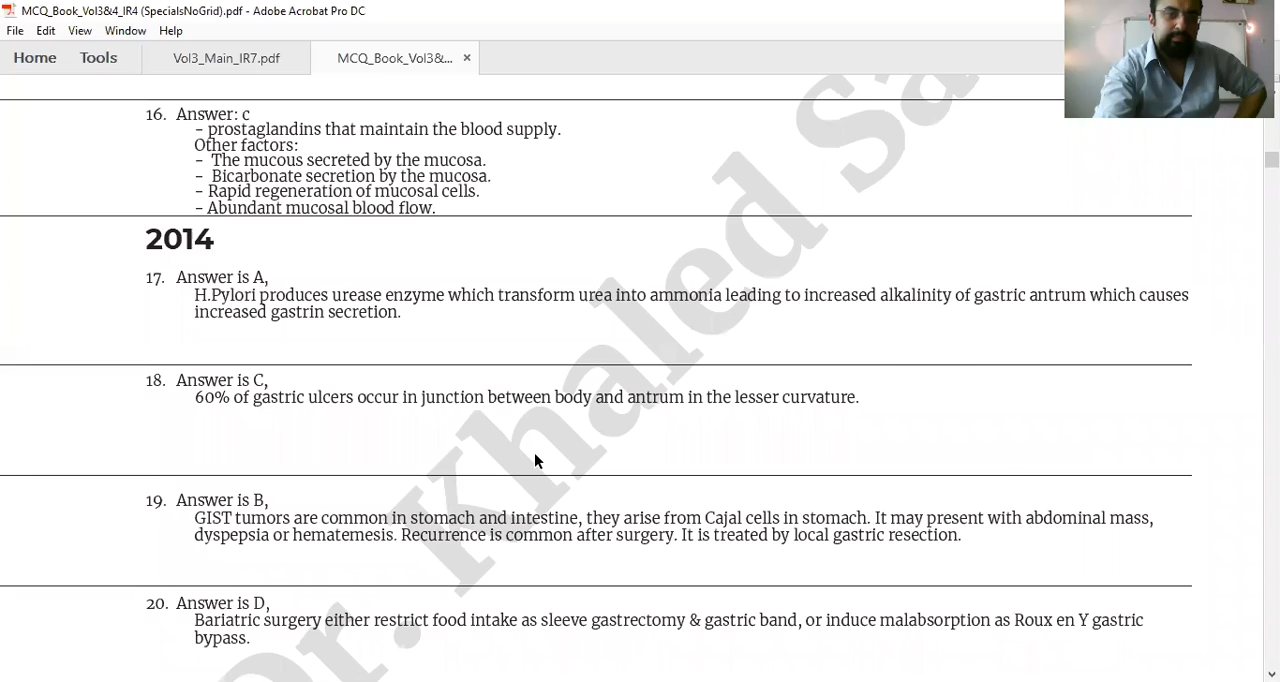 MCQ_Book_Vol3&4_IR4 (SpecialsNoGrid).pdf - Adobe Acrobat Pro DC
File Edit View Window Help
Home Tools Vol3_Main_IR7.pdf MCQ_Book_Vol3&... ×
16. Answer: c
- prostaglandins that maintain the blood supply.
Other factors:
- The mucous secreted by the mucosa.
- Bicarbonate secretion by the mucosa.
- Rapid regeneration of mucosal cells.
- Abundant mucosal blood flow.
2014
17. Answer is A,
H.Pylori produces urease enzyme which transform urea into ammonia leading to increased alkalinity of gastric antrum which causes
increased gastrin secretion.
18. Answer is C,
60% of gastric ulcers occur in junction between body and antrum in the lesser curvature.
19. Answer is B,
GIST tumors are common in stomach and intestine, they arise from Cajal cells in stomach. It may present with abdominal mass,
dyspepsia or hematemesis. Recurrence is common after surgery. It is treated by local gastric resection.
20. Answer is D,
Bariatric surgery either restrict food intake as sleeve gastrectomy & gastric band, or induce malabsorption as Roux en Y gastric
bypass.
Dr. Khaled Sa